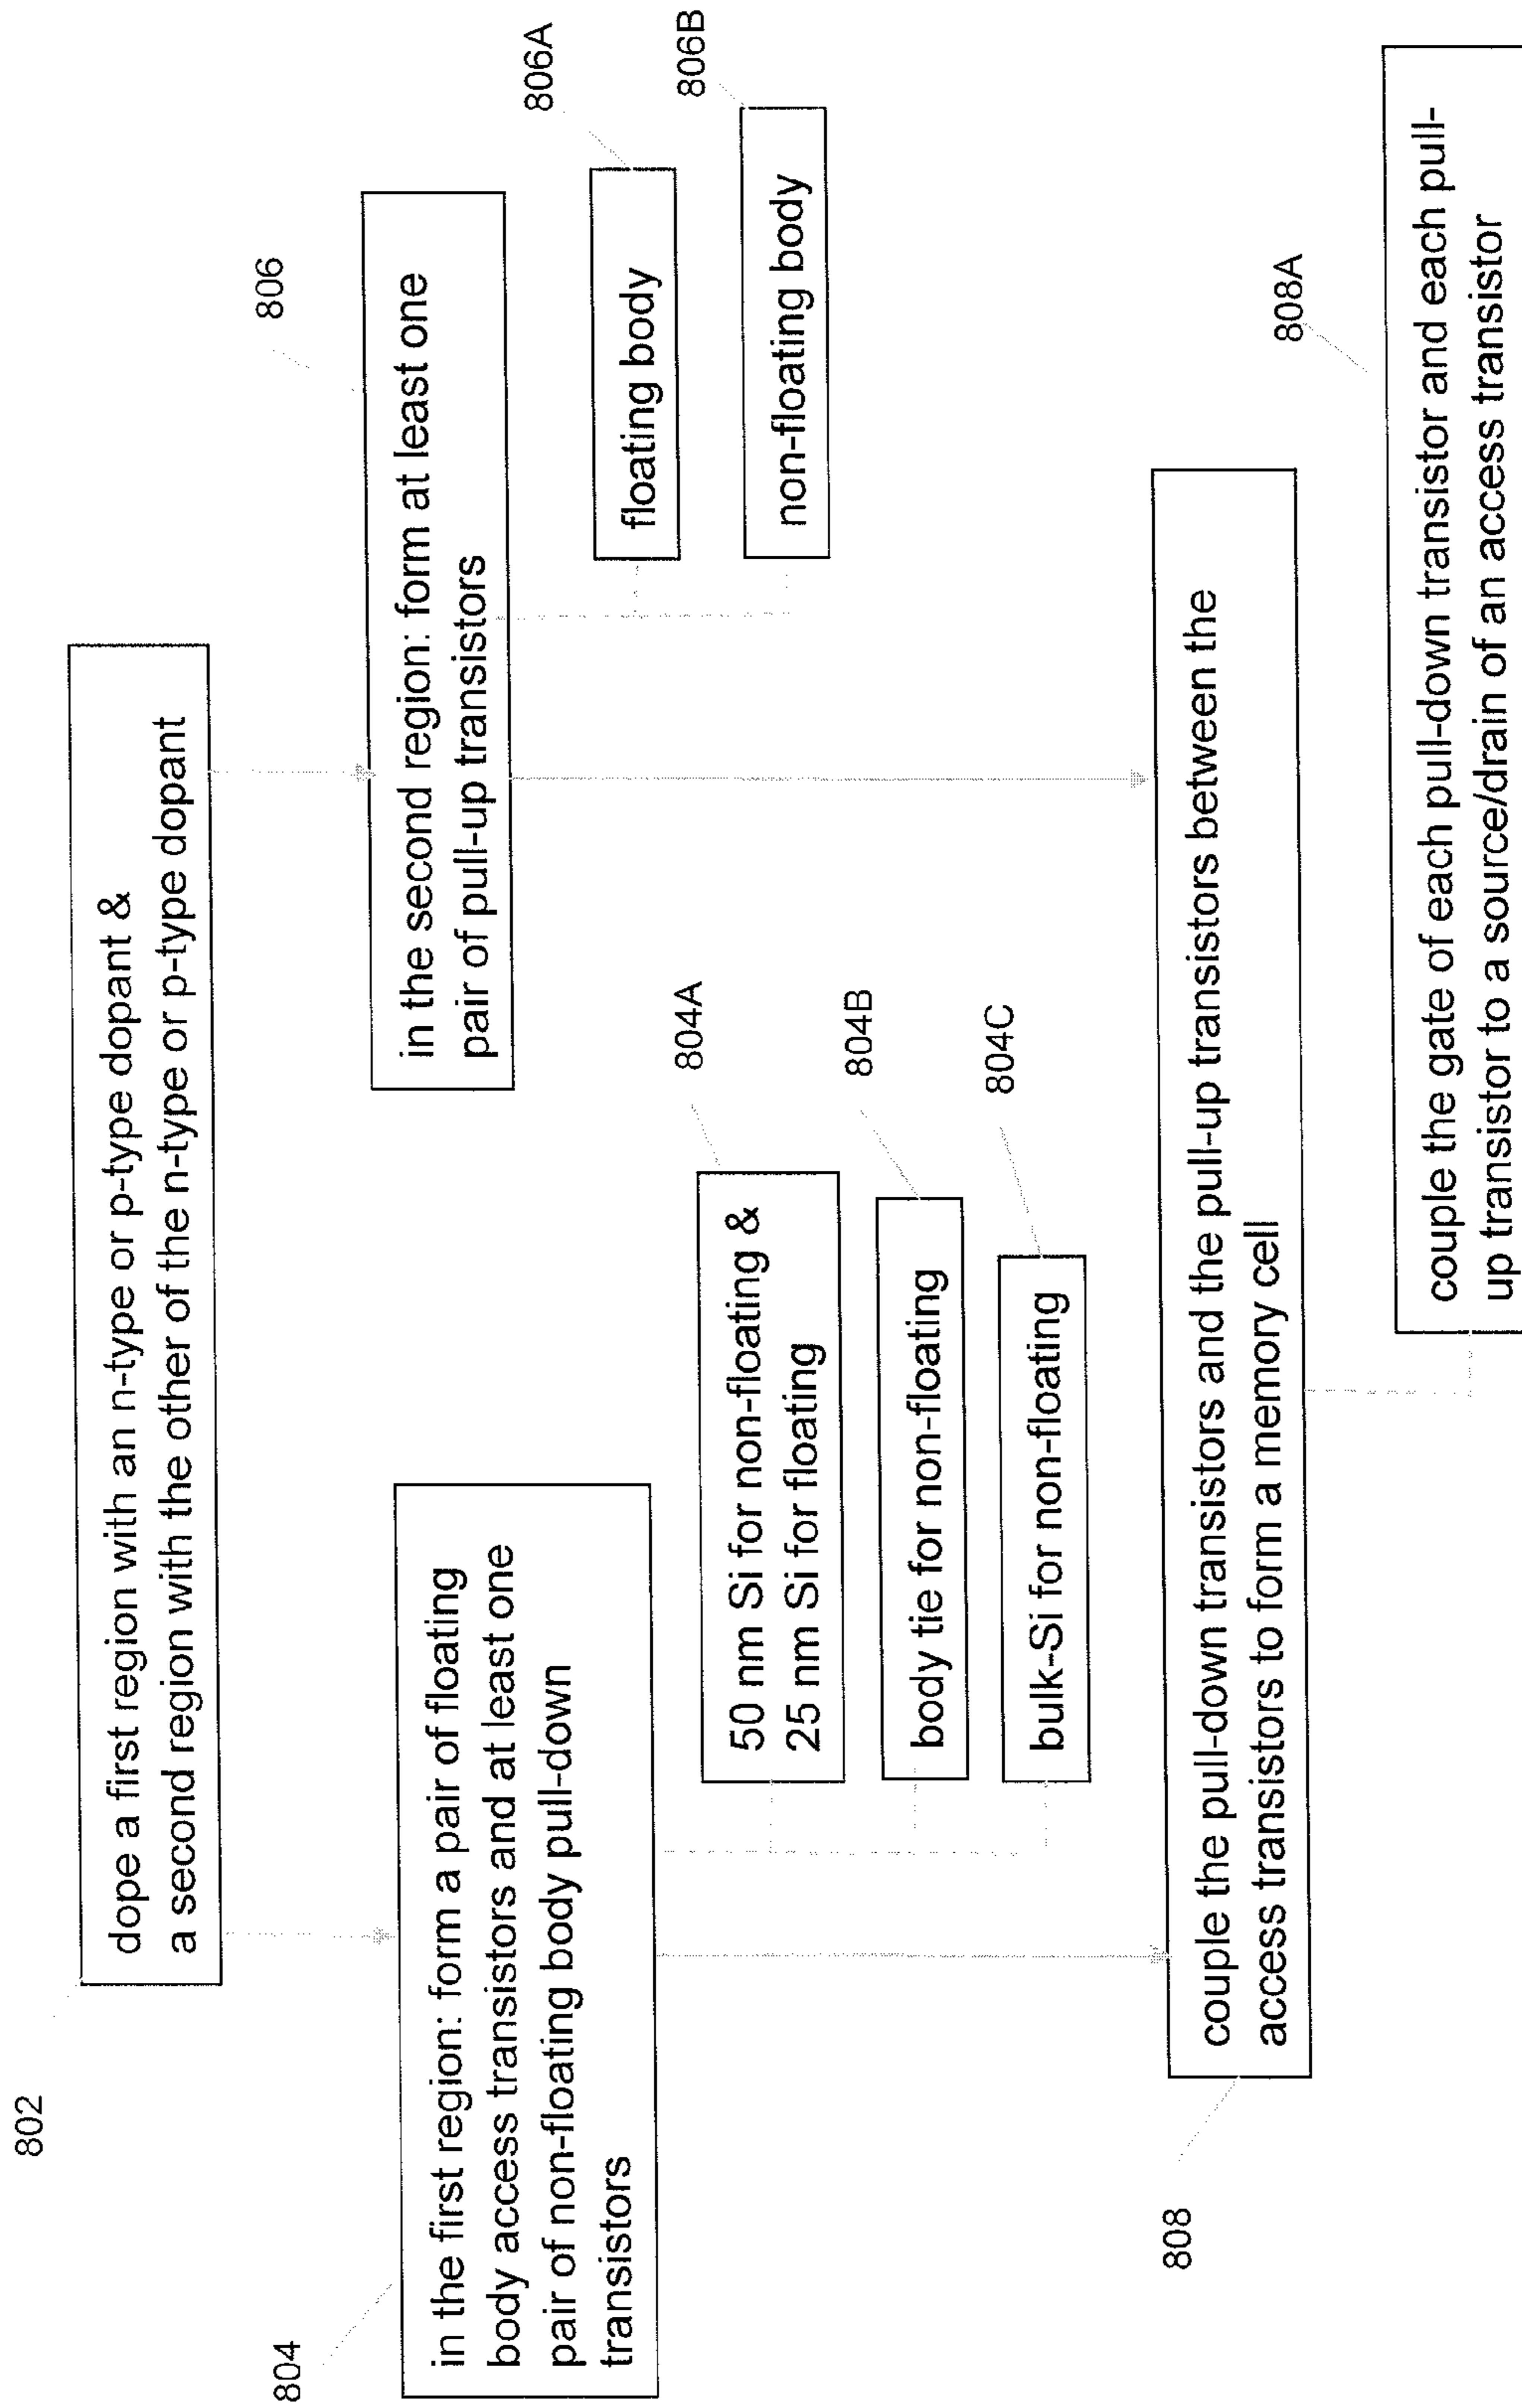 802
dope a first region with an n-type or p-type dopant &
a second region with the other of the n-type or p-type dopant
804
in the first region: form a pair of floating
body access transistors and at least one
pair of non-floating body pull-down
transistors
806
in the second region: form at least one
pair of pull-up transistors
806A
floating body
806B
non-floating body
804A
50 nm Si for non-floating &
25 nm Si for floating
804B
body tie for non-floating
804C
bulk-Si for non-floating
808
couple the pull-down transistors and the pull-up transistors between the
access transistors to form a memory cell
808A
couple the gate of each pull-down transistor and each pull-
up transistor to a source/drain of an access transistor